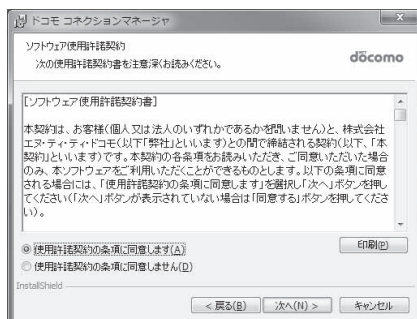 ドコモ コネクションマネージャ
ソフトウェア使用許諾契約
次の使用許諾契約書を注意深くお読みください。
döcomo
[ソフトウェア使用許諾契約書]
本契約は、お客様(個人又は法人のいずれかであるかを問いません)と、株式会社
エヌ・ティ・ティ・ドコモ(以下「弊社」といいます)との間で締結される契約(以下、「本
契約」といいます)です。本契約の各条項をお読みいただき、ご同意いただいた場合
のみ、本ソフトウェアをご利用いただくことができるものとします。以下の条項に同意
される場合には、「使用許諾契約の条項に同意します」を選択し「次へ」ボタンを押し
てください(「次へ」ボタンが表示されていない場合は「同意する」ボタンを押してくださ
い)。
使用許諾契約の条項に同意します(A)
印刷(P)
使用許諾契約の条項に同意しません(D)
InstallShield
< 戻る(B)
次へ(N) >
キャンセル